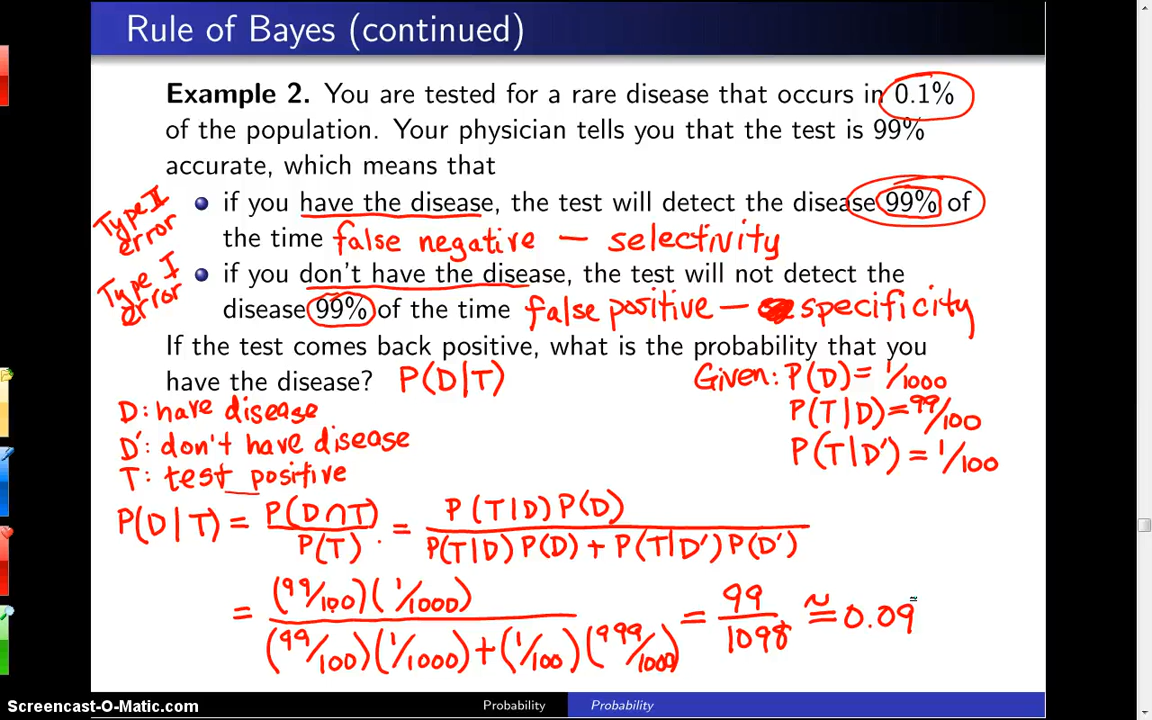 Rule of Bayes (continued)
Example 2. You are tested for a rare disease that occurs in 0.1%
of the population. Your physician tells you that the test is 99%
accurate, which means that
Type II
error
if you have the disease, the test will detect the disease 99% of
the time false negative — selectivity
Type I
error
if you don't have the disease, the test will not detect the
disease 99% of the time false positive — specificity
If the test comes back positive, what is the probability that you
have the disease? P(D|T)
Given: P(D) = 1/1000
P(T|D) = 99/100
P(T|D') = 1/100
D: have disease
D': don't have disease
T: test positive
P(D|T) = P(D∩T) / P(T) = P(T|D) P(D) / P(T|D) P(D) + P(T|D') P(D')
= (99/100)(1/1000) / (99/100)(1/1000) + (1/100)(999/1000) = 99/1098 ≅ 0.09
Screencast-O-Matic.com
Probability Probability